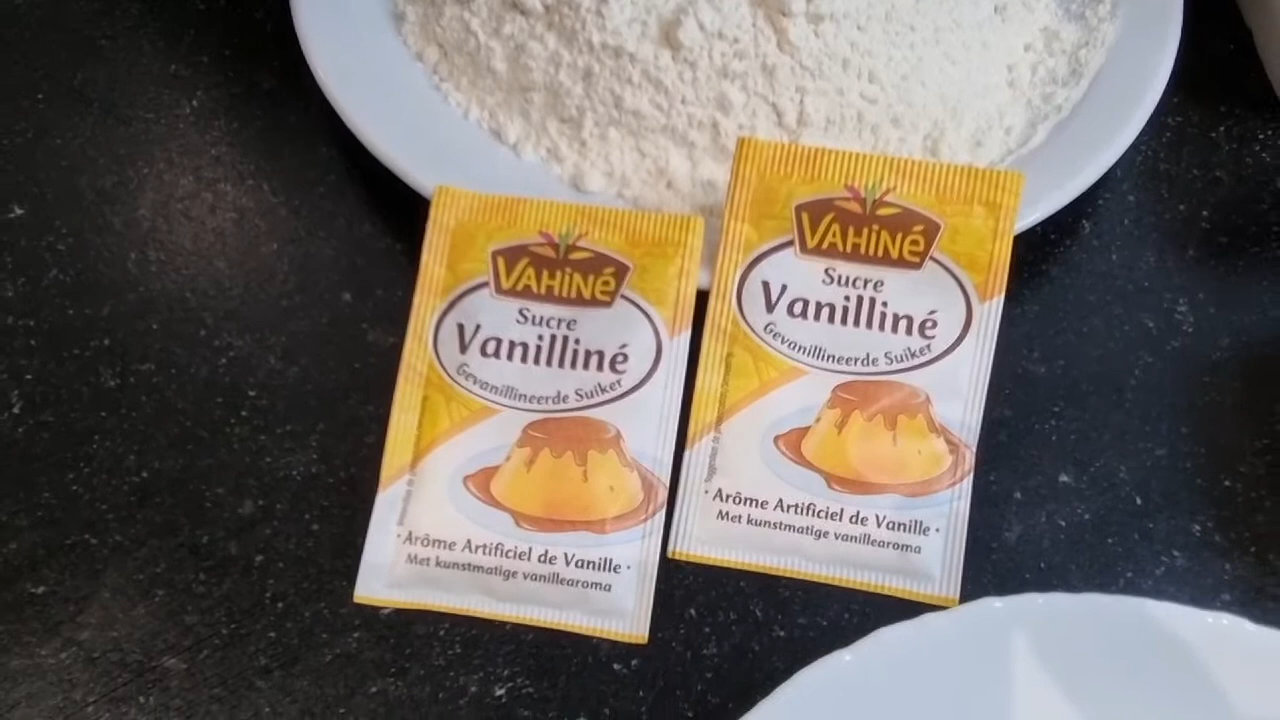 VAHiNé
Sucre
Vanilliné
Gevanillineerde Suiker
· Arôme Artificiel de Vanille ·
Met kunstmatige vanillearoma
VAHiNé
Sucre
Vanilliné
Gevanillineerde Suiker
· Arôme Artificiel de Vanille ·
Met kunstmatige vanillearoma